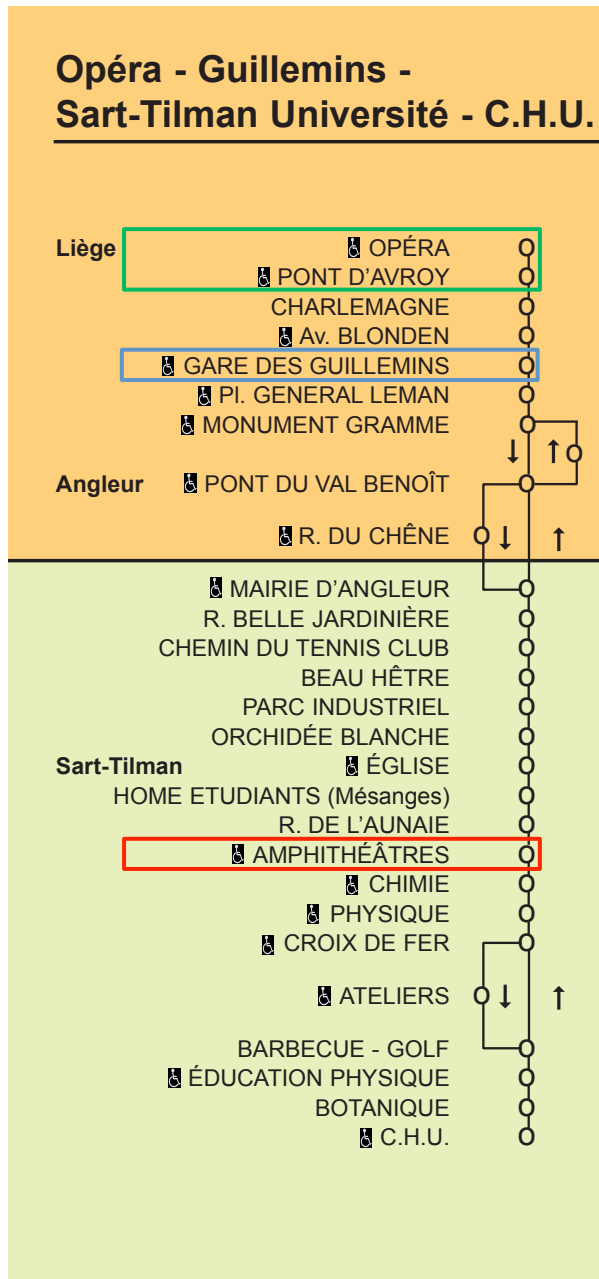 Opéra - Guillemins -
Sart-Tilman Université - C.H.U.
Liège OPÉRA
PONT D'AVROY
CHARLEMAGNE
Av. BLONDEN
GARE DES GUILLEMINS
Pl. GENERAL LEMAN
MONUMENT GRAMME
Angleur PONT DU VAL BENOÎT
R. DU CHÊNE
MAIRIE D'ANGLEUR
R. BELLE JARDINIÈRE
CHEMIN DU TENNIS CLUB
BEAU HÊTRE
PARC INDUSTRIEL
ORCHIDÉE BLANCHE
Sart-Tilman ÉGLISE
HOME ETUDIANTS (Mésanges)
R. DE L'AUNAIE
AMPHITHÉÂTRES
CHIMIE
PHYSIQUE
CROIX DE FER
ATELIERS
BARBECUE - GOLF
ÉDUCATION PHYSIQUE
BOTANIQUE
C.H.U.